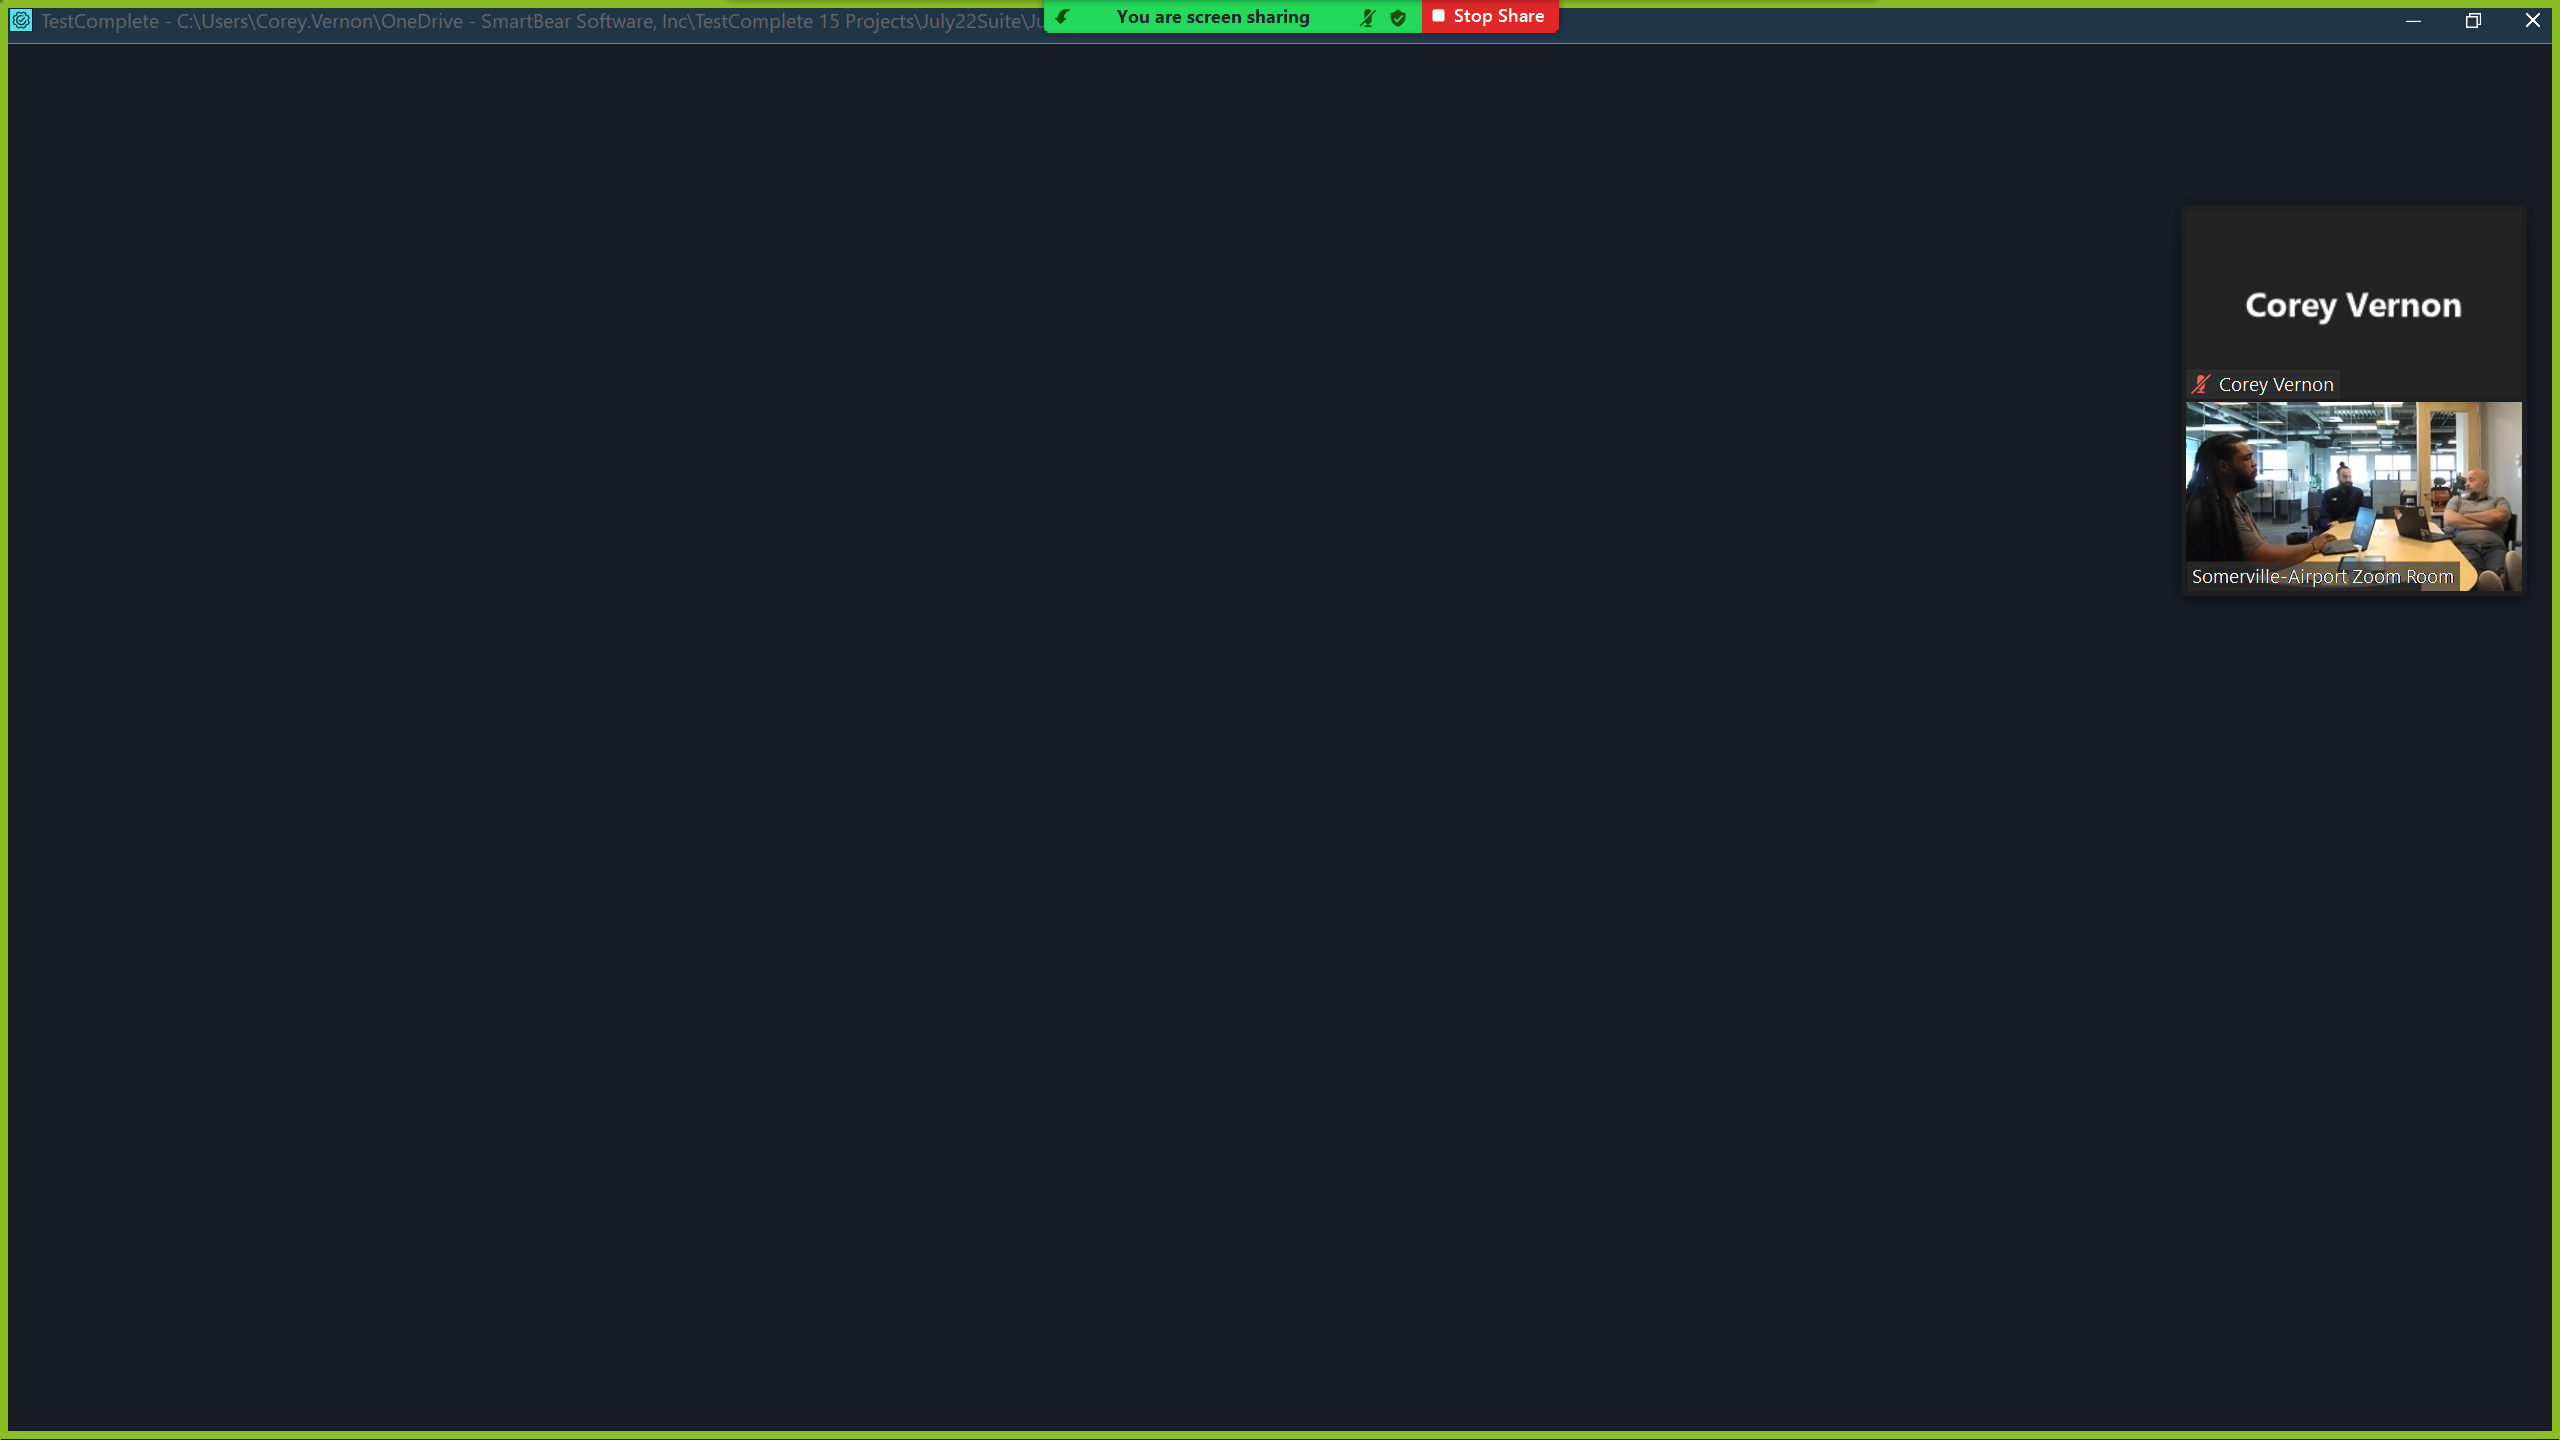 TestComplete - C:\Users\Corey.Vernon\OneDrive - SmartBear Software, Inc\TestComplete 15 Projects\July22Suite\Ju
You are screen sharing
Stop Share
Corey Vernon
Corey Vernon
Somerville-Airport Zoom Room